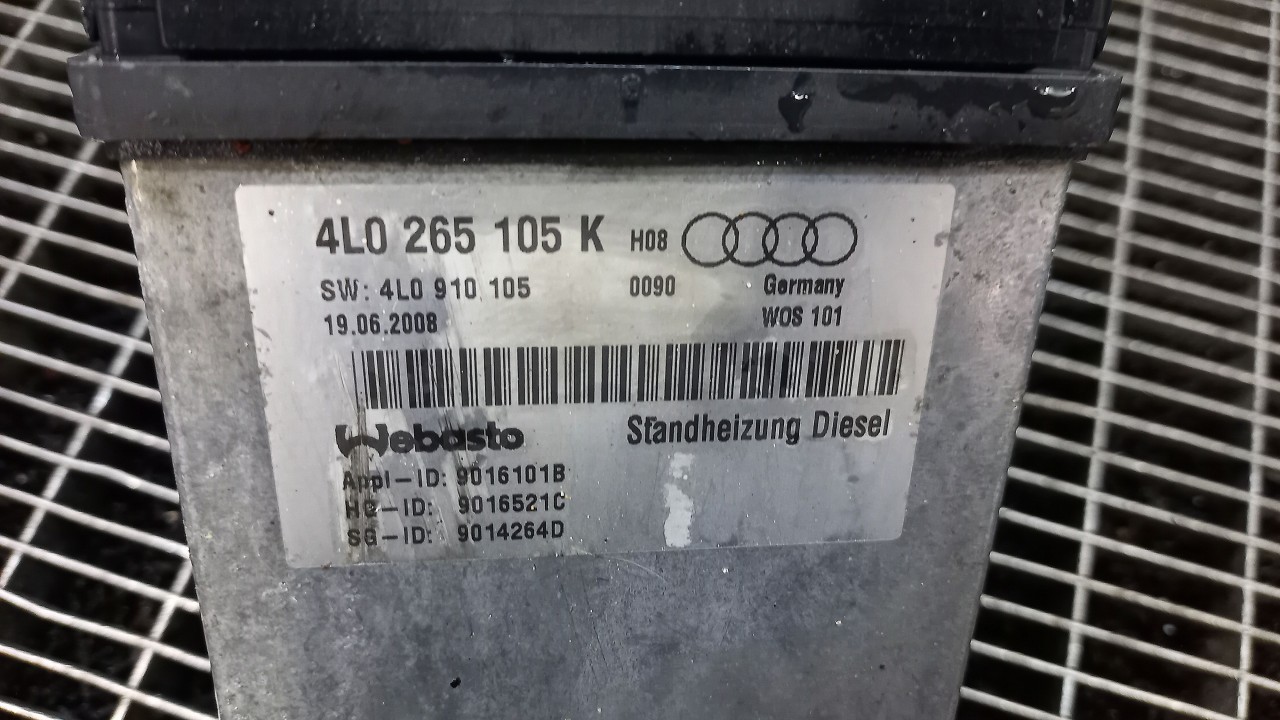 4L0 265 105 K H08
SW: 4L0 910 105 0090 Germany
19.06.2008 WOS 101
Webasto Standheizung Diesel
Appl-ID: 9016101B
HG-ID: 9016521C
SG-ID: 9014264D